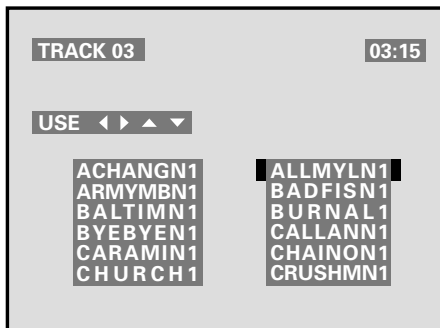 TRACK 03 03:15
USE ◀ ▶ ▲ ▼
ACHANGN1 ALLMYLN1
ARMYMBN1 BADFISN1
BALTIMN1 BURNAL1
BYEBYEN1 CALLANN1
CARAMIN1 CHAINON1
CHURCH1 CRUSHMN1